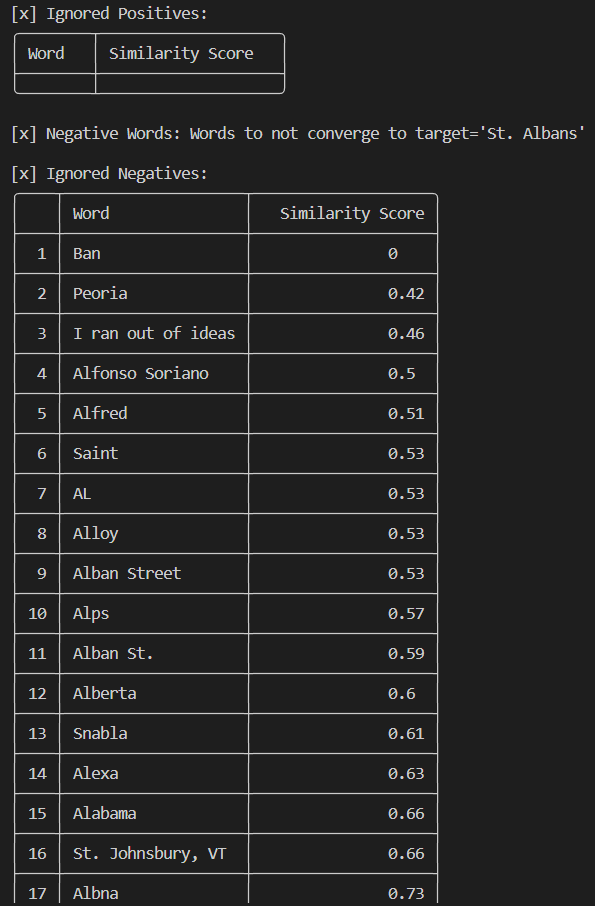 [x] Ignored Positives:
Word Similarity Score
[x] Negative Words: Words to not converge to target='St. Albans'
[x] Ignored Negatives:
Word Similarity Score
1 Ban 0
2 Peoria 0.42
3 I ran out of ideas 0.46
4 Alfonso Soriano 0.5
5 Alfred 0.51
6 Saint 0.53
7 AL 0.53
8 Alloy 0.53
9 Alban Street 0.53
10 Alps 0.57
11 Alban St. 0.59
12 Alberta 0.6
13 Snabla 0.61
14 Alexa 0.63
15 Alabama 0.66
16 St. Johnsbury, VT 0.66
17 Albna 0.73